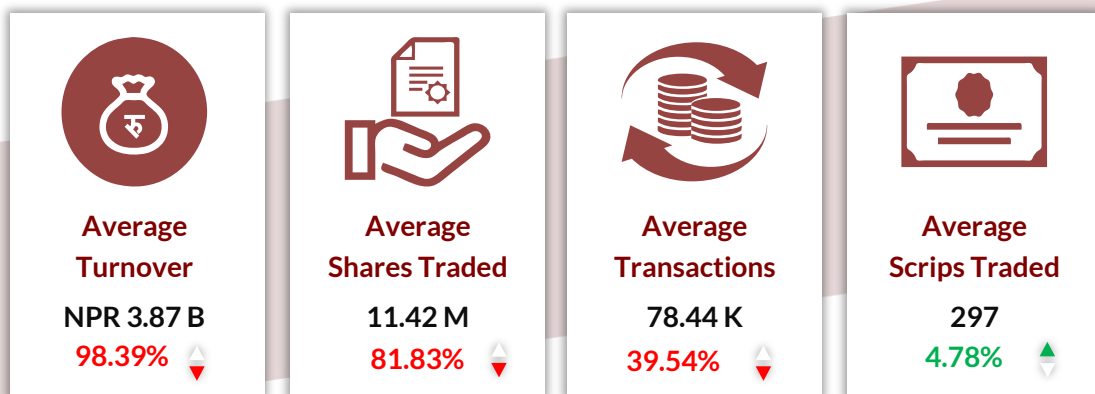 रु
Average
Turnover
NPR 3.87 B
98.39%
Average
Shares Traded
11.42 M
81.83%
Average
Transactions
78.44 K
39.54%
Average
Scrips Traded
297
4.78%